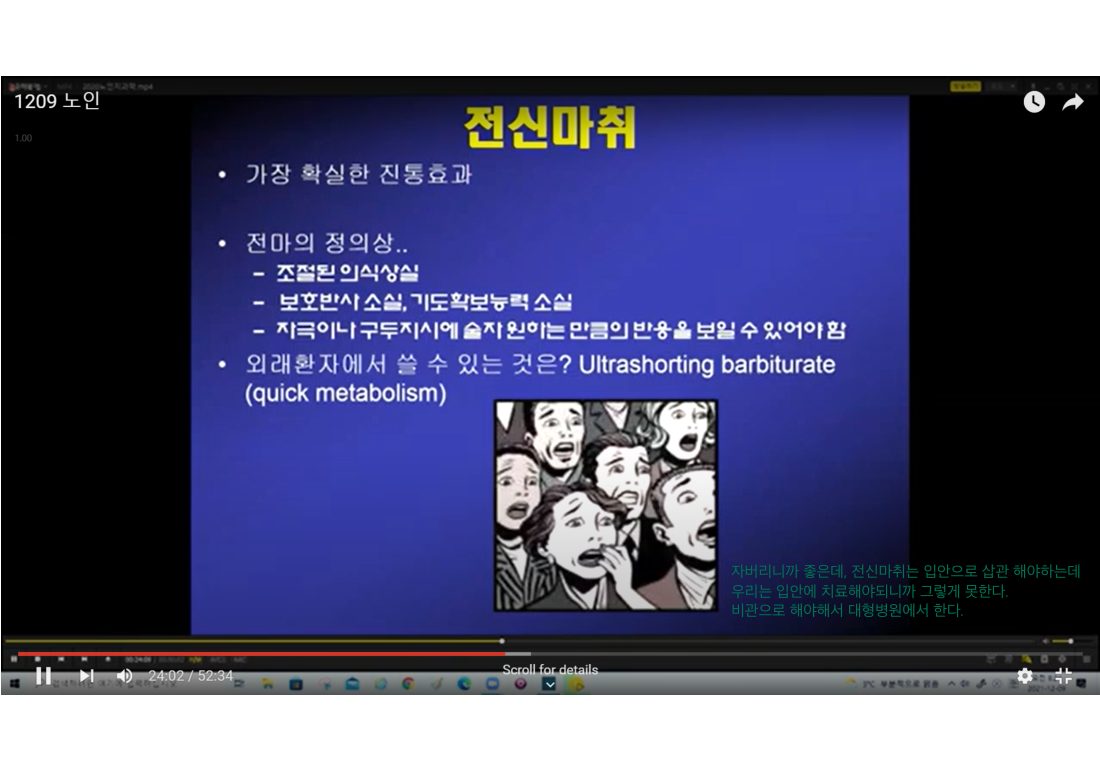 1209 노인
1.00
전신마취
• 가장 확실한 진통효과
• 전마의 정의상..
– 조절된 의식상실
– 보호반사 소실, 기도확보능력 소실
– 자극이나 구두지시에 술자 원하는 만큼의 반응을 보일 수 있어야 함
• 외래환자에서 쓸 수 있는 것은? Ultrashorting barbiturate
(quick metabolism)
자버리니까 좋은데, 전신마취는 입안으로 삽관 해야하는데
우리는 입안에 치료해야되니까 그렇게 못한다.
비관으로 해야해서 대형병원에서 한다.
24:02 / 52:34
Scroll for details
2021-12-09